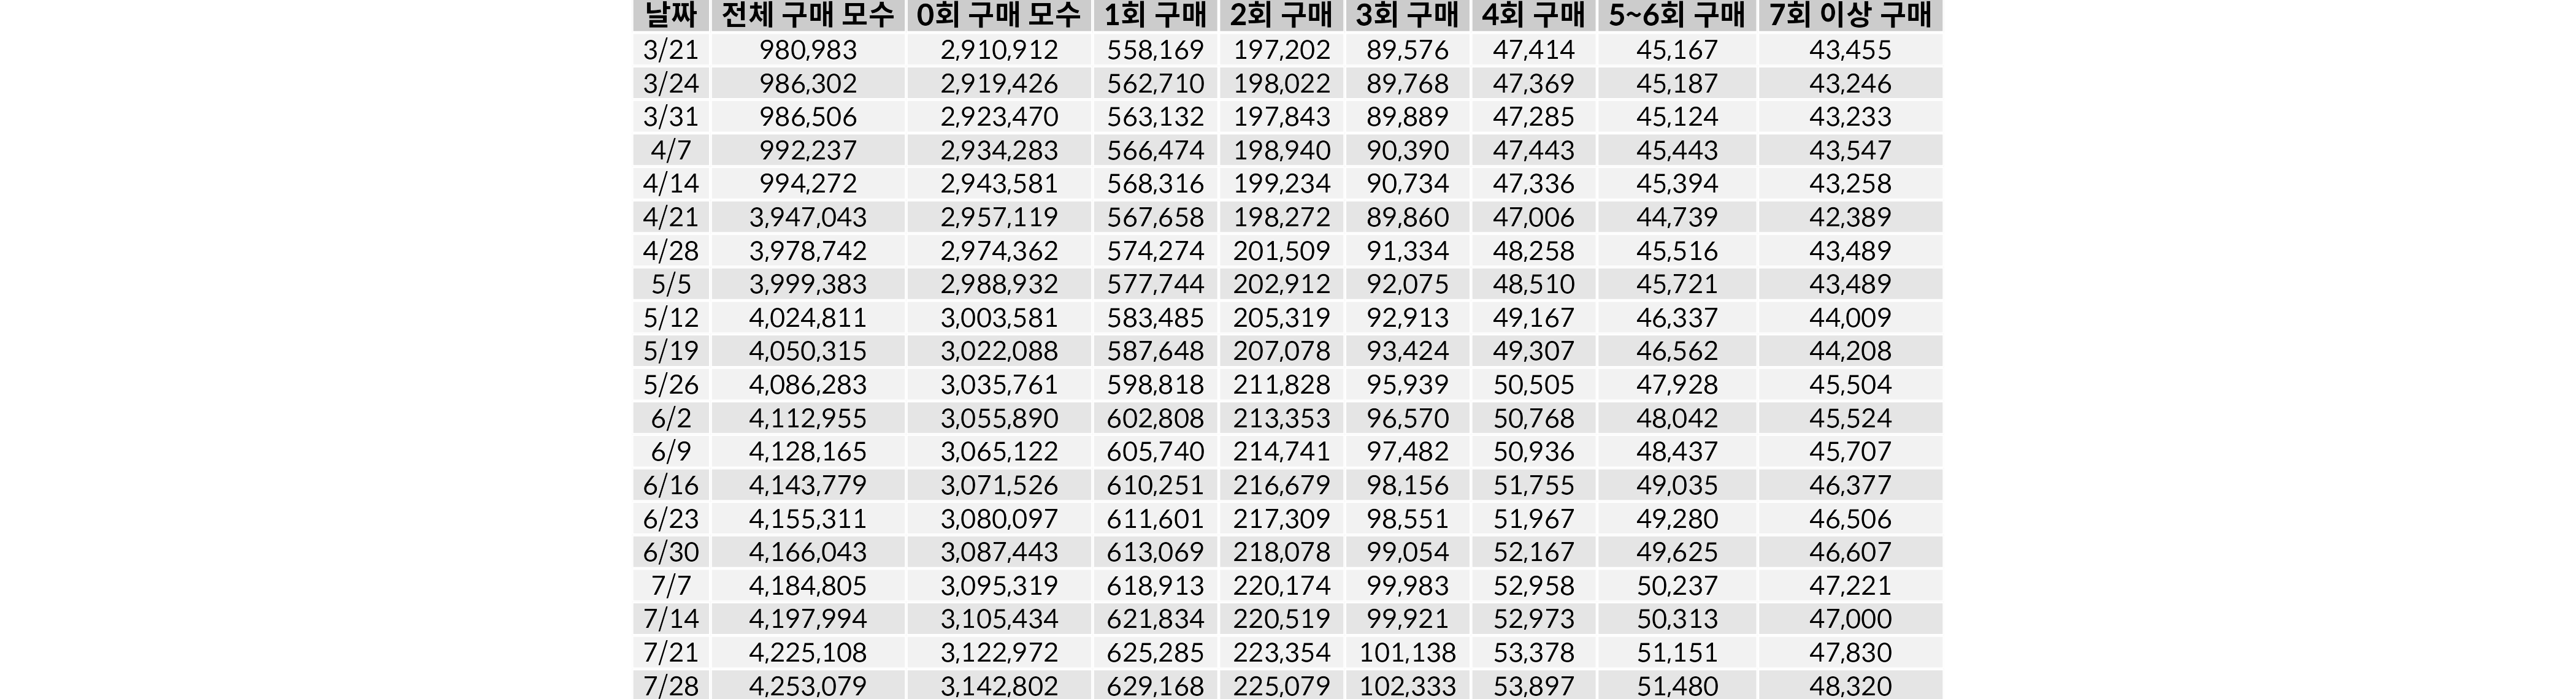 날짜 전체 구매 모수 0회 구매 모수 1회 구매 2회 구매 3회 구매 4회 구매 5~6회 구매 7회 이상 구매
3/21 980,983 2,910,912 558,169 197,202 89,576 47,414 45,167 43,455
3/24 986,302 2,919,426 562,710 198,022 89,768 47,369 45,187 43,246
3/31 986,506 2,923,470 563,132 197,843 89,889 47,285 45,124 43,233
4/7 992,237 2,934,283 566,474 198,940 90,390 47,443 45,443 43,547
4/14 994,272 2,943,581 568,316 199,234 90,734 47,336 45,394 43,258
4/21 3,947,043 2,957,119 567,658 198,272 89,860 47,006 44,739 42,389
4/28 3,978,742 2,974,362 574,274 201,509 91,334 48,258 45,516 43,489
5/5 3,999,383 2,988,932 577,744 202,912 92,075 48,510 45,721 43,489
5/12 4,024,811 3,003,581 583,485 205,319 92,913 49,167 46,337 44,009
5/19 4,050,315 3,022,088 587,648 207,078 93,424 49,307 46,562 44,208
5/26 4,086,283 3,035,761 598,818 211,828 95,939 50,505 47,928 45,504
6/2 4,112,955 3,055,890 602,808 213,353 96,570 50,768 48,042 45,524
6/9 4,128,165 3,065,122 605,740 214,741 97,482 50,936 48,437 45,707
6/16 4,143,779 3,071,526 610,251 216,679 98,156 51,755 49,035 46,377
6/23 4,155,311 3,080,097 611,601 217,309 98,551 51,967 49,280 46,506
6/30 4,166,043 3,087,443 613,069 218,078 99,054 52,167 49,625 46,607
7/7 4,184,805 3,095,319 618,913 220,174 99,983 52,958 50,237 47,221
7/14 4,197,994 3,105,434 621,834 220,519 99,921 52,973 50,313 47,000
7/21 4,225,108 3,122,972 625,285 223,354 101,138 53,378 51,151 47,830
7/28 4,253,079 3,142,802 629,168 225,079 102,333 53,897 51,480 48,320